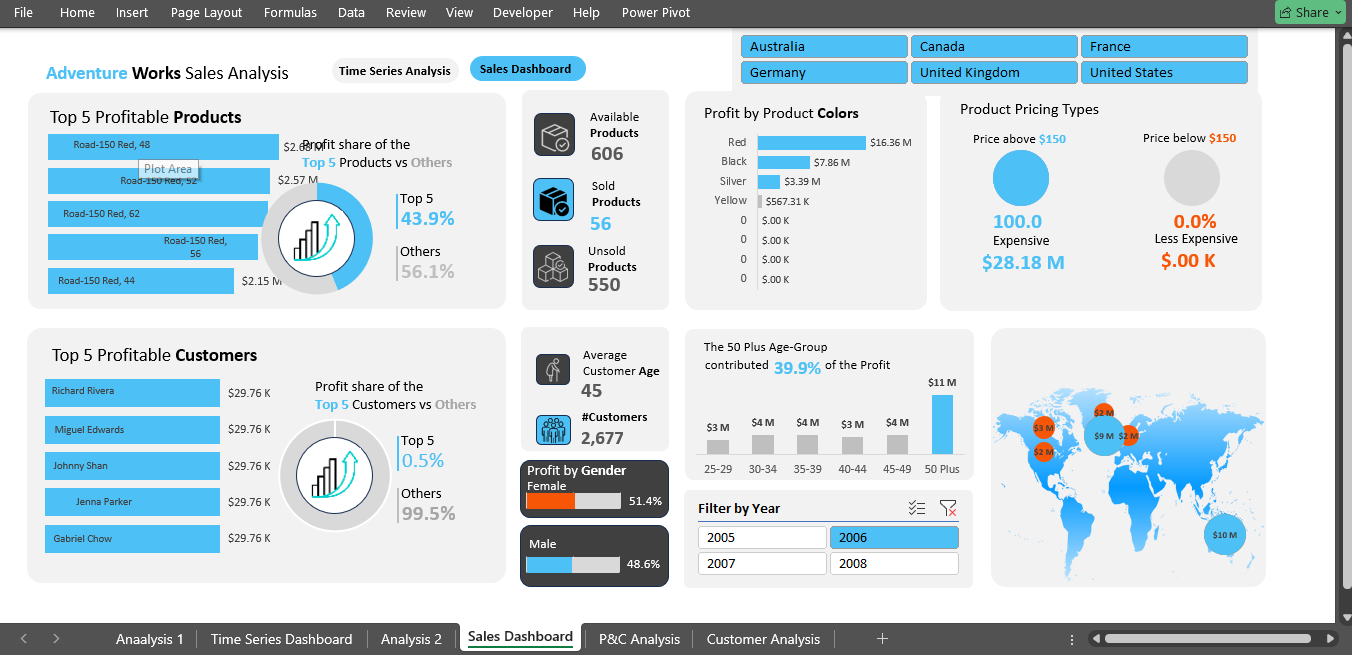 File Home Insert Page Layout Formulas Data Review View Developer Help Power Pivot Share
Australia Canada France
Germany United Kingdom United States
Adventure Works Sales Analysis
Time Series Analysis
Sales Dashboard
Top 5 Profitable Products
Road-150 Red, 48
Plot Area
Road-150 Red, 52
$2.57 M
Road-150 Red, 62
Road-150 Red,
56
Road-150 Red, 44
$2.15 M
Profit share of the
Top 5 Products vs Others
Top 5
43.9%
Others
56.1%
Available
Products
606
Sold
Products
56
Unsold
Products
550
Profit by Product Colors
Red $16.36 M
Black $7.86 M
Silver $3.39 M
Yellow $567.31 K
0 $.00 K
0 $.00 K
0 $.00 K
0 $.00 K
Product Pricing Types
Price above $150
100.0
Expensive
$28.18 M
Price below $150
0.0%
Less Expensive
$.00 K
Top 5 Profitable Customers
Richard Rivera $29.76 K
Miguel Edwards $29.76 K
Johnny Shan $29.76 K
Jenna Parker $29.76 K
Gabriel Chow $29.76 K
Profit share of the
Top 5 Customers vs Others
Top 5
0.5%
Others
99.5%
Average
Customer Age
45
#Customers
2,677
Profit by Gender
Female
51.4%
Male
48.6%
The 50 Plus Age-Group
contributed 39.9% of the Profit
$3 M $4 M $4 M $3 M $4 M $11 M
25-29 30-34 35-39 40-44 45-49 50 Plus
Filter by Year
2005 2006
2007 2008
$2 M
$3 M
$9 M
$2 M
$2 M
$10 M
Anaalysis 1 Time Series Dashboard Analysis 2 Sales Dashboard P&C Analysis Customer Analysis